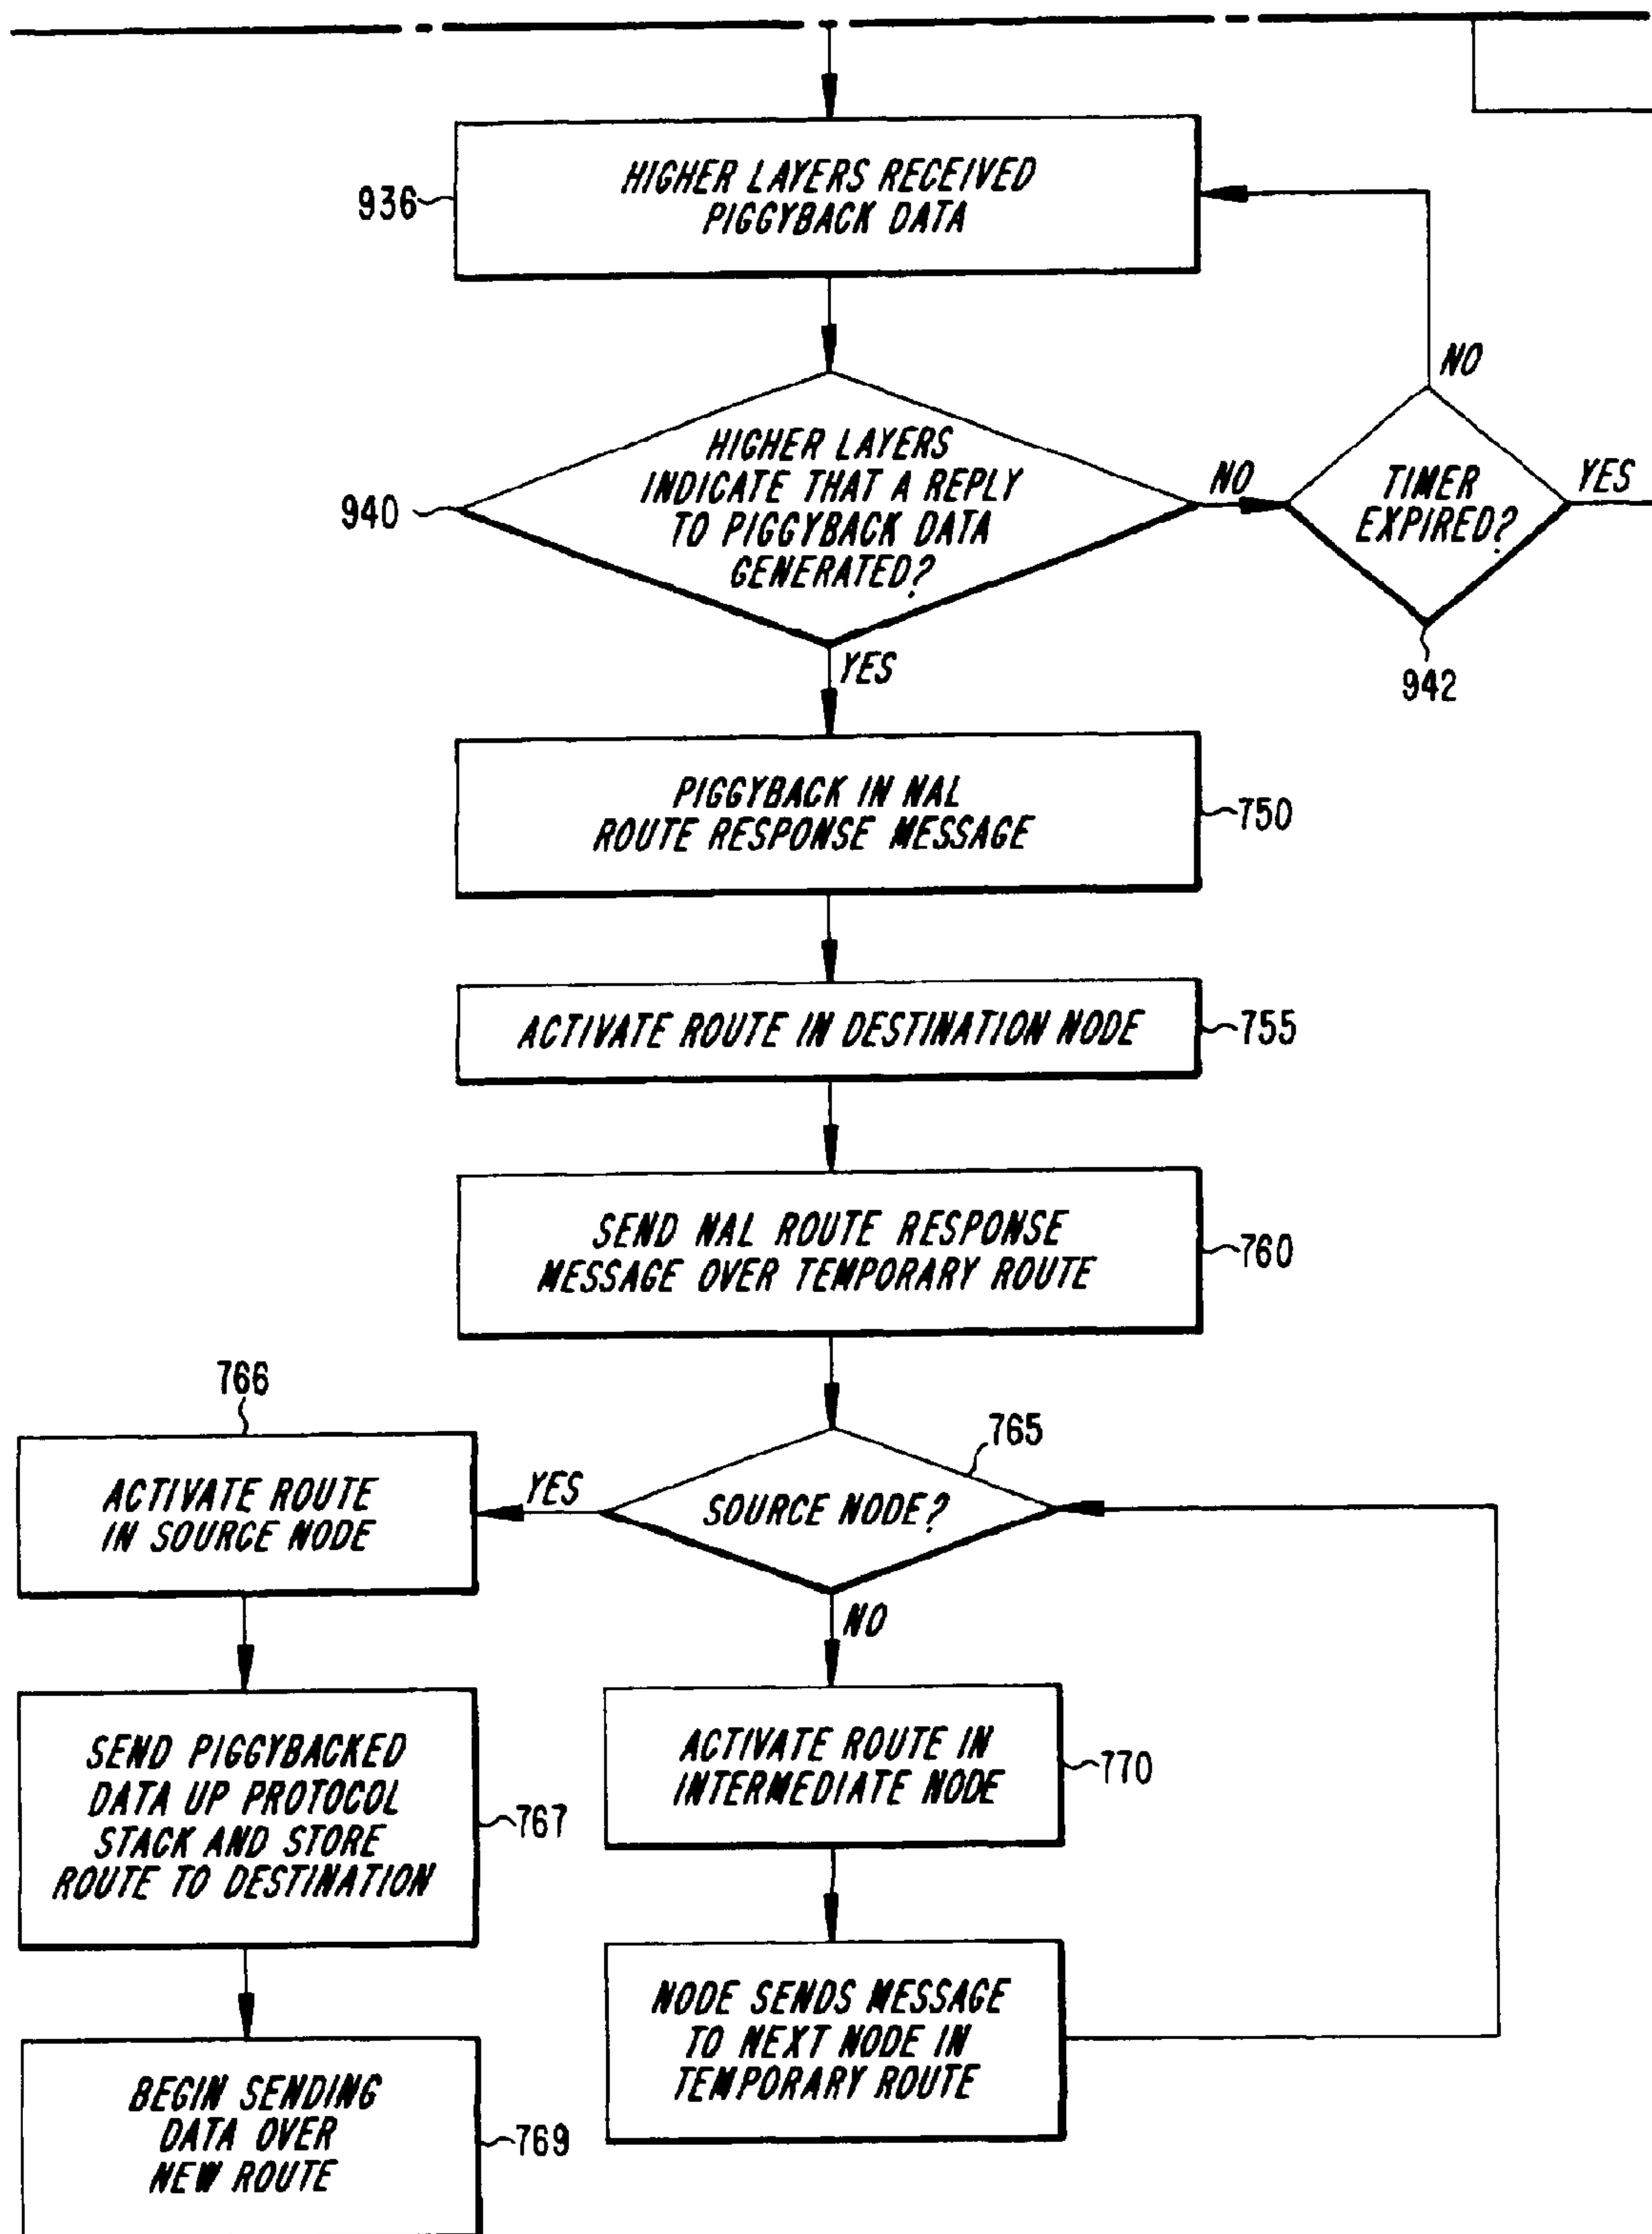 HIGHER LAYERS RECEIVED
PIGGYBACK DATA
936
NO
HIGHER LAYERS
INDICATE THAT A REPLY
TO PIGGYBACK DATA
GENERATED?
940
NO
TIMER
EXPIRED?
YES
942
YES
PIGGYBACK IN NAL
ROUTE RESPONSE MESSAGE
750
ACTIVATE ROUTE IN DESTINATION NODE
755
SEND NAL ROUTE RESPONSE
MESSAGE OVER TEMPORARY ROUTE
760
766
765
ACTIVATE ROUTE
IN SOURCE NODE
YES
SOURCE NODE?
NO
SEND PIGGYBACKED
DATA UP PROTOCOL
STACK AND STORE
ROUTE TO DESTINATION
767
ACTIVATE ROUTE IN
INTERMEDIATE NODE
770
NODE SENDS MESSAGE
TO NEXT NODE IN
TEMPORARY ROUTE
BEGIN SENDING
DATA OVER
NEW ROUTE
769